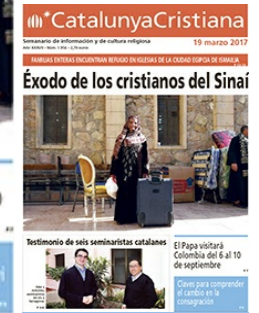 CatalunyaCristiana
Semanario de información y de cultura religiosa
19 marzo 2017
FAMILIAS ENTERAS ENCUENTRAN REFUGIO EN IGLESIAS DE LA CIUDAD EGIPCIA DE ISMAILIA
Éxodo de los cristianos del Sinaí
Testimonio de seis seminaristas catalanes
El Papa visitará
Colombia del 6 al 10
de septiembre
Claves para comprender
el cambio en la
consagración